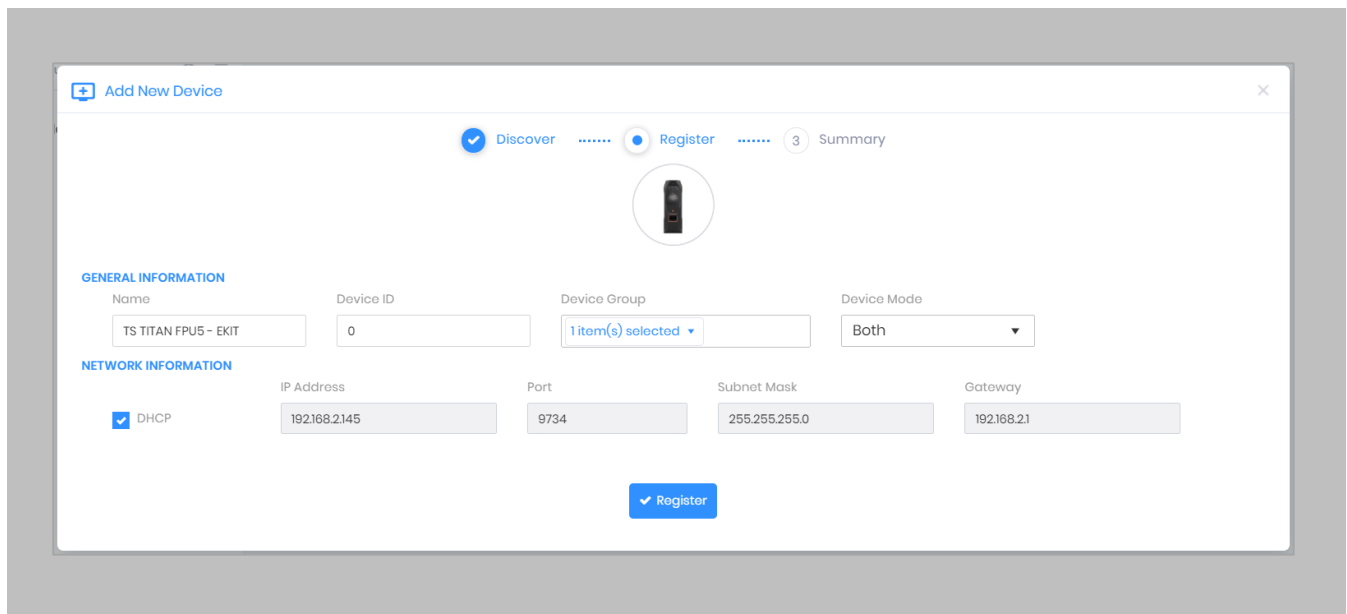 Add New Device
Discover Register 3 Summary
GENERAL INFORMATION
Name Device ID Device Group Device Mode
TS TITAN FPU5 - EKIT 0 1 item(s) selected Both
NETWORK INFORMATION
IP Address Port Subnet Mask Gateway
DHCP 192.168.2.145 9734 255.255.255.0 192.168.2.1
Register